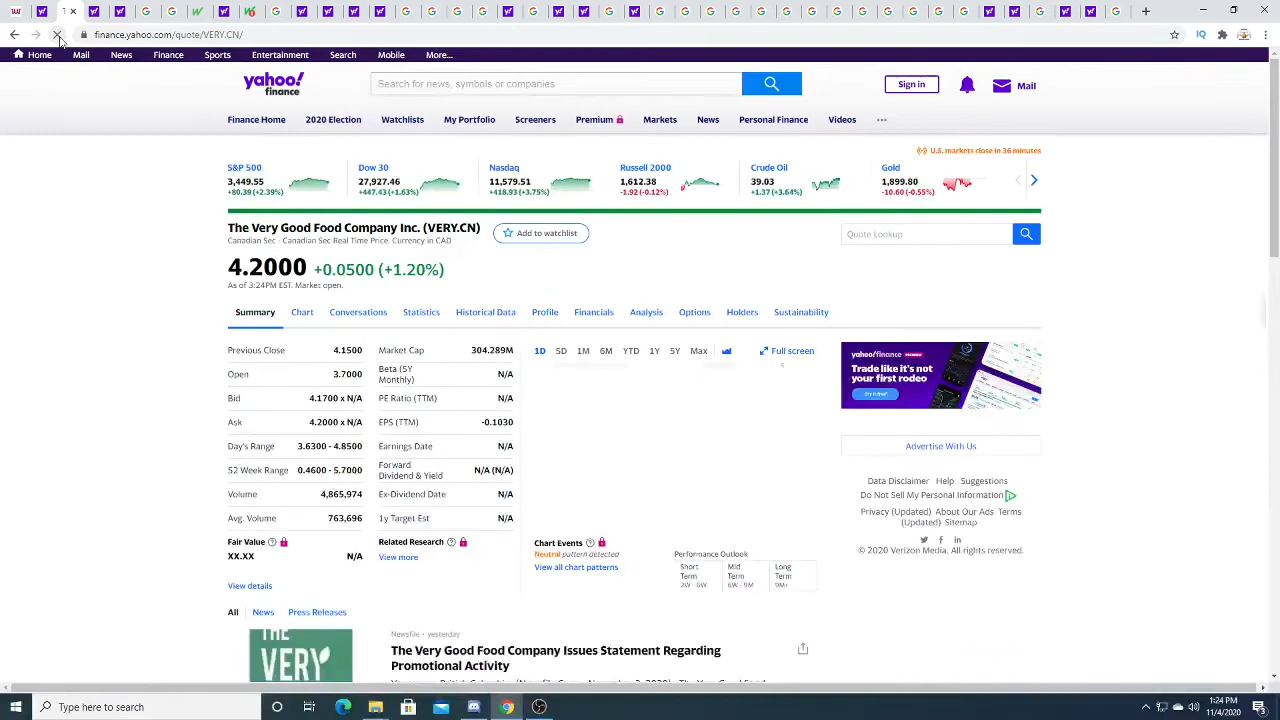 finance.yahoo.com/quote/VERY.CN/
Home Mail News Finance Sports Entertainment Search Mobile More...
yahoo!
finance
Search for news, symbols or companies
Sign in
Mail
Finance Home 2020 Election Watchlists My Portfolio Screeners Premium Markets News Personal Finance Videos
U.S. markets close in 36 minutes
S&P 500 Dow 30 Nasdaq Russell 2000 Crude Oil Gold
3,449.55 27,927.46 11,579.51 1,612.38 39.03 1,899.80
+80.39 (+2.39%) +447.43 (+1.63%) +418.93 (+3.75%) -1.92 (-0.12%) +1.37 (+3.64%) -10.60 (-0.55%)
The Very Good Food Company Inc. (VERY.CN)
Add to watchlist
Quote Lookup
Canadian Sec - Canadian Sec Real Time Price. Currency in CAD
4.2000 +0.0500 (+1.20%)
As of 3:24PM EST. Market open.
Summary Chart Conversations Statistics Historical Data Profile Financials Analysis Options Holders Sustainability
Previous Close 4.1500
Open 3.7000
Bid 4.1700 x N/A
Ask 4.2000 x N/A
Day's Range 3.6300 - 4.8500
52 Week Range 0.4600 - 5.7000
Volume 4,865,974
Avg. Volume 763,696
Market Cap 304.289M
Beta (5Y
Monthly) N/A
PE Ratio (TTM) N/A
EPS (TTM) -0.1030
Earnings Date N/A
Forward
Dividend & Yield N/A (N/A)
Ex-Dividend Date N/A
1y Target Est N/A
Fair Value
XX.XX N/A
View details
Related Research
View more
1D 5D 1M 6M YTD 1Y 5Y Max Full screen
Chart Events
Neutral pattern detected
View all chart patterns
Performance Outlook
Short
Term
2W - 6W
Mid
Term
6W - 9M
Long
Term
9M+
yahoo! finance PREMIUM
Trade like it's not
your first rodeo
Try it free*
Advertise With Us
Data Disclaimer Help Suggestions
Do Not Sell My Personal Information
Privacy (Updated) About Our Ads Terms
(Updated) Sitemap
© 2020 Verizon Media. All rights reserved.
All News Press Releases
THE
VERY
Newsfile • yesterday
The Very Good Food Company Issues Statement Regarding
Promotional Activity
Type here to search
1:24 PM
11/4/2020